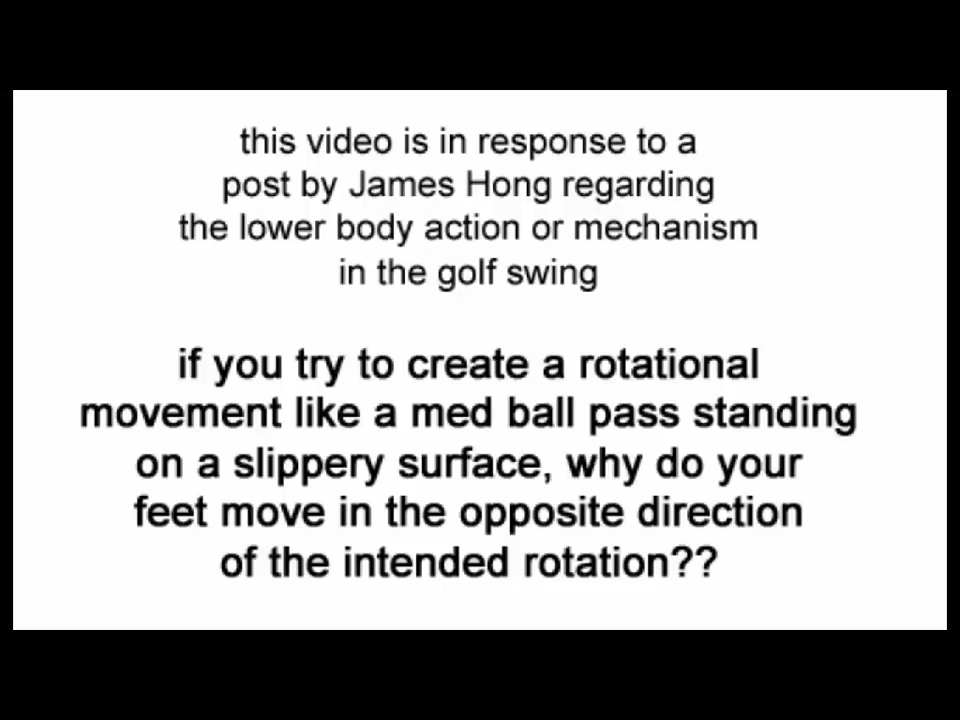 this video is in response to a
post by James Hong regarding
the lower body action or mechanism
in the golf swing
if you try to create a rotational
movement like a med ball pass standing
on a slippery surface, why do your
feet move in the opposite direction
of the intended rotation??